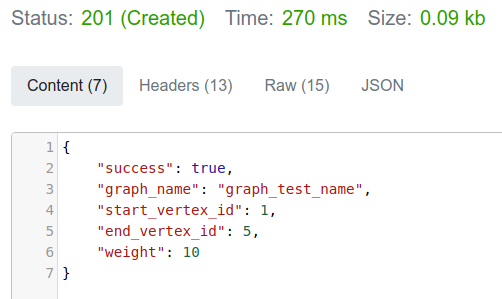 Status: 201 (Created) Time: 270 ms Size: 0.09 kb
Content (7) Headers (13) Raw (15) JSON
1 {
2     "success": true,
3     "graph_name": "graph_test_name",
4     "start_vertex_id": 1,
5     "end_vertex_id": 5,
6     "weight": 10
7 }